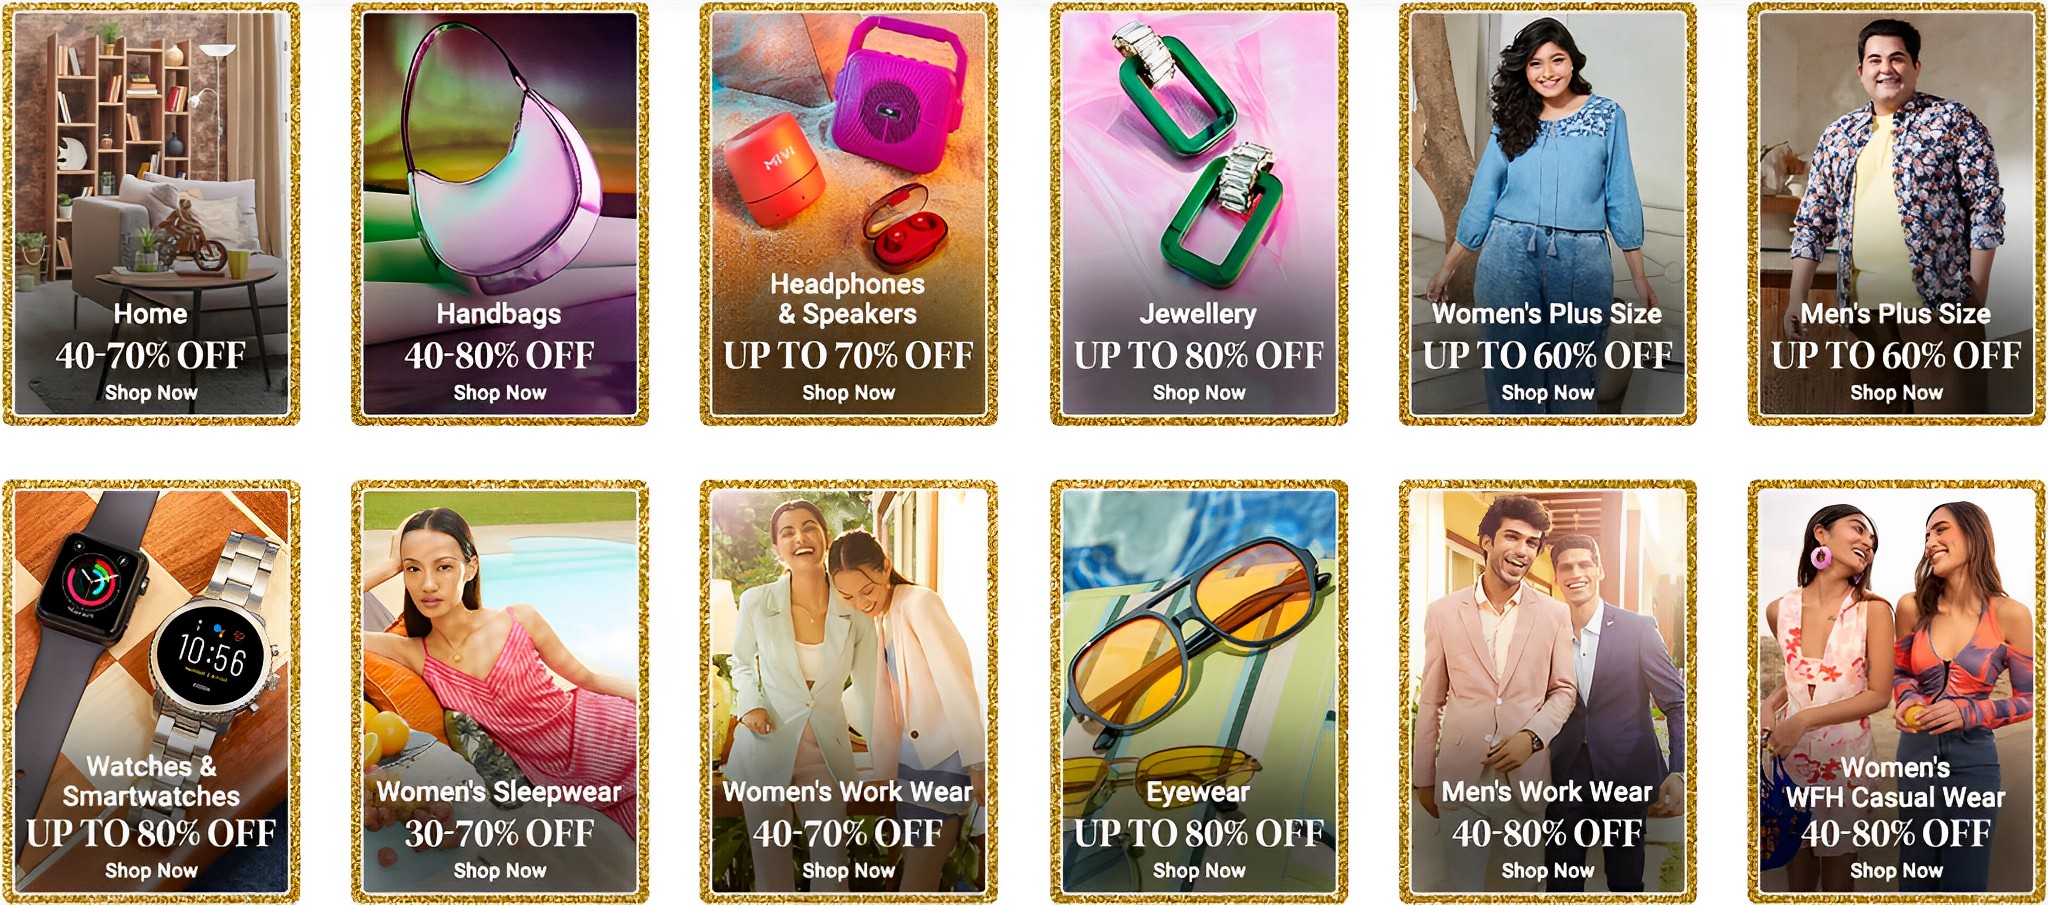 Home
40-70% OFF
Shop Now
Handbags
40-80% OFF
Shop Now
MIVI
Headphones
& Speakers
UP TO 70% OFF
Shop Now
Jewellery
UP TO 80% OFF
Shop Now
Women's Plus Size
UP TO 60% OFF
Shop Now
Men's Plus Size
UP TO 60% OFF
Shop Now
10:56
Watches &
Smartwatches
UP TO 80% OFF
Shop Now
Women's Sleepwear
30-70% OFF
Shop Now
Women's Work Wear
40-70% OFF
Shop Now
Eyewear
UP TO 80% OFF
Shop Now
Men's Work Wear
40-80% OFF
Shop Now
Women's
WFH Casual Wear
40-80% OFF
Shop Now